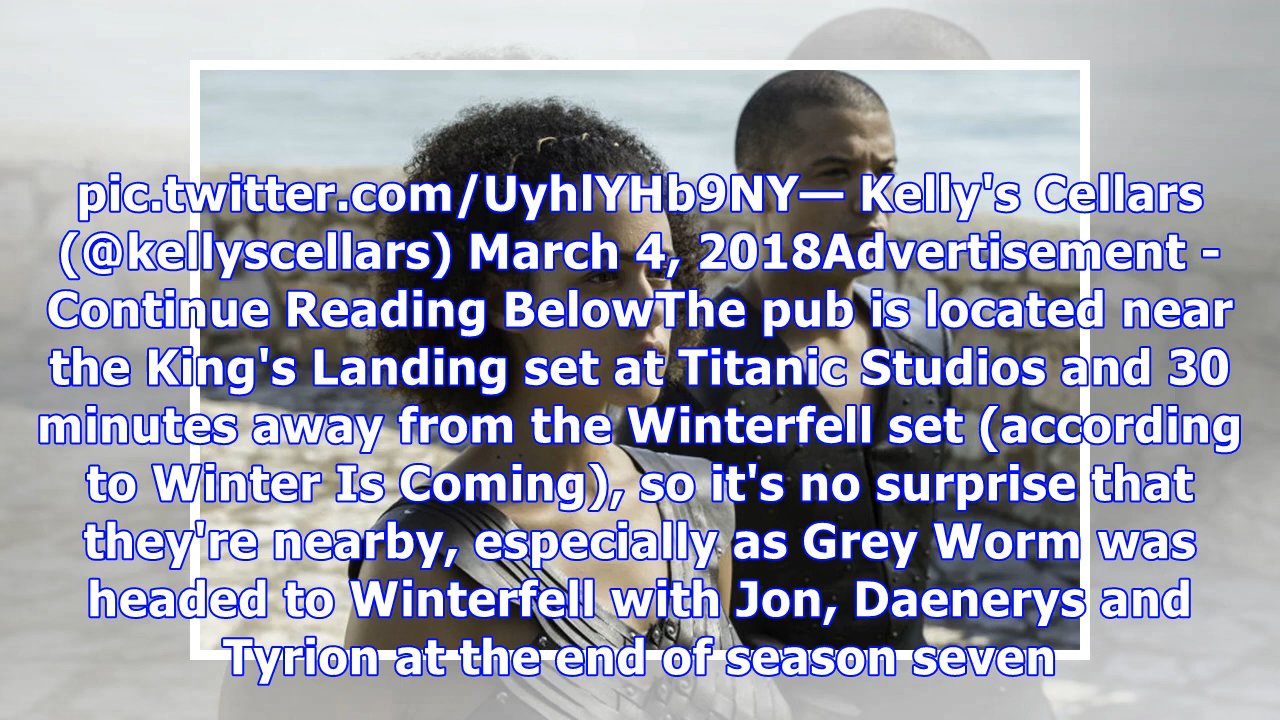 pic.twitter.com/UyhlYHb9NY— Kelly's Cellars
(@kellyscellars) March 4, 2018Advertisement -
Continue Reading BelowThe pub is located near
the King's Landing set at Titanic Studios and 30
minutes away from the Winterfell set (according
to Winter Is Coming), so it's no surprise that
they're nearby, especially as Grey Worm was
headed to Winterfell with Jon, Daenerys and
Tyrion at the end of season seven